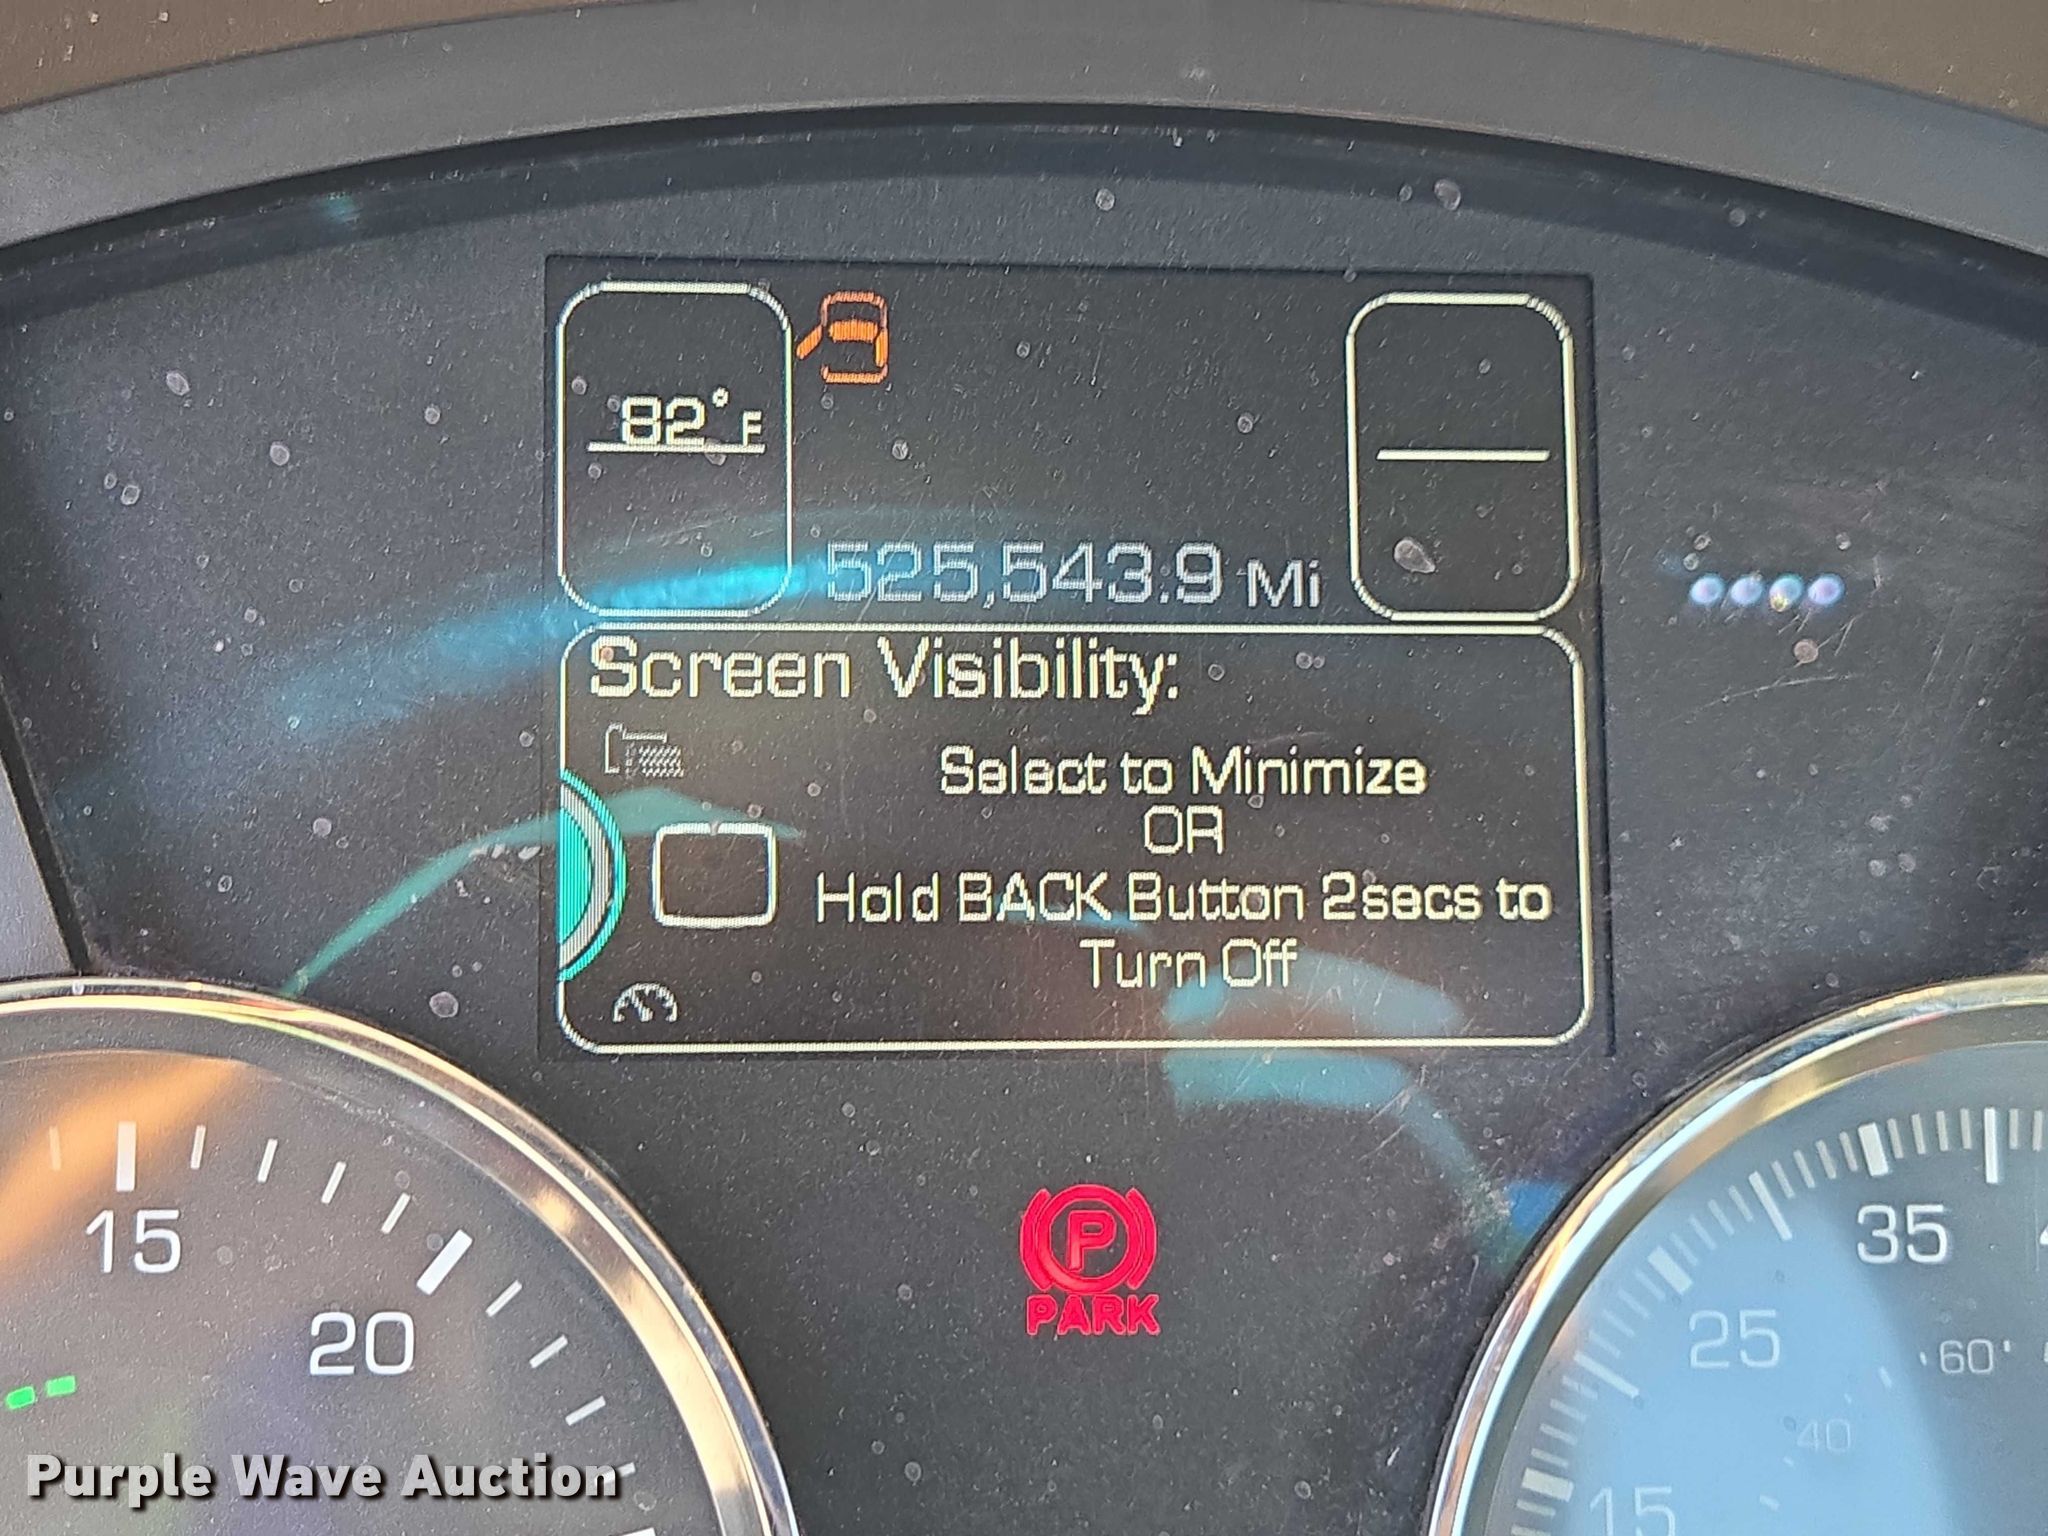 82°F
525,543.9 Mi
Screen Visibility:
Select to Minimize
OR
Hold BACK Button 2secs to
Turn Off
P
PARK
15
20
35
25
60
40
15
Purple Wave Auction